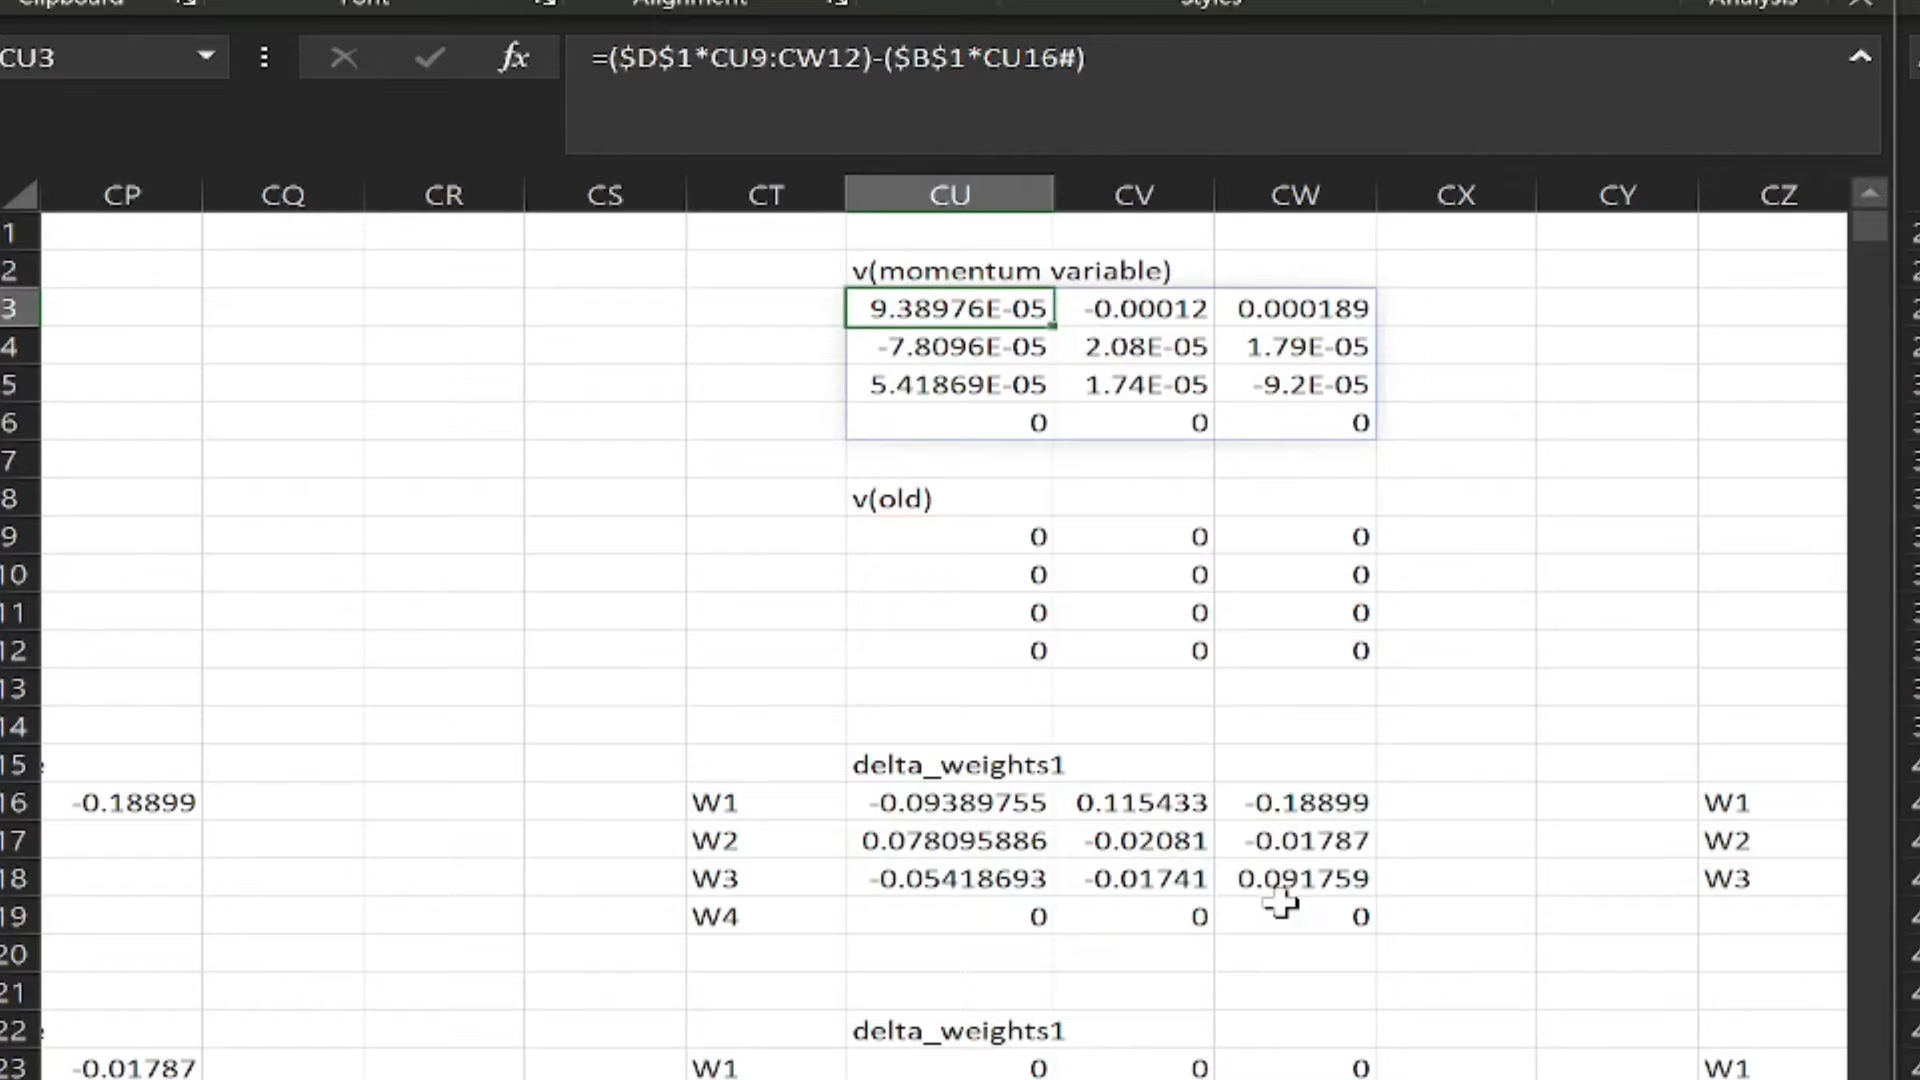 Clipboard Font Alignment Styles Analysis
CU3 fx =($D$1*CU9:CW12)-($B$1*CU16#)
CP CQ CR CS CT CU CV CW CX CY CZ
1
2 v(momentum variable)
3 9.38976E-05 -0.00012 0.000189
4 -7.8096E-05 2.08E-05 1.79E-05
5 5.41869E-05 1.74E-05 -9.2E-05
6 0 0 0
7
8 v(old)
9 0 0 0
10 0 0 0
11 0 0 0
12 0 0 0
13
14
15 delta_weights1
16 -0.18899 W1 -0.09389755 0.115433 -0.18899 W1
17 W2 0.078095886 -0.02081 -0.01787 W2
18 W3 -0.05418693 -0.01741 0.091759 W3
19 W4 0 0 0
20
21
22 delta_weights1
23 -0.01787 W1 0 0 0 W1